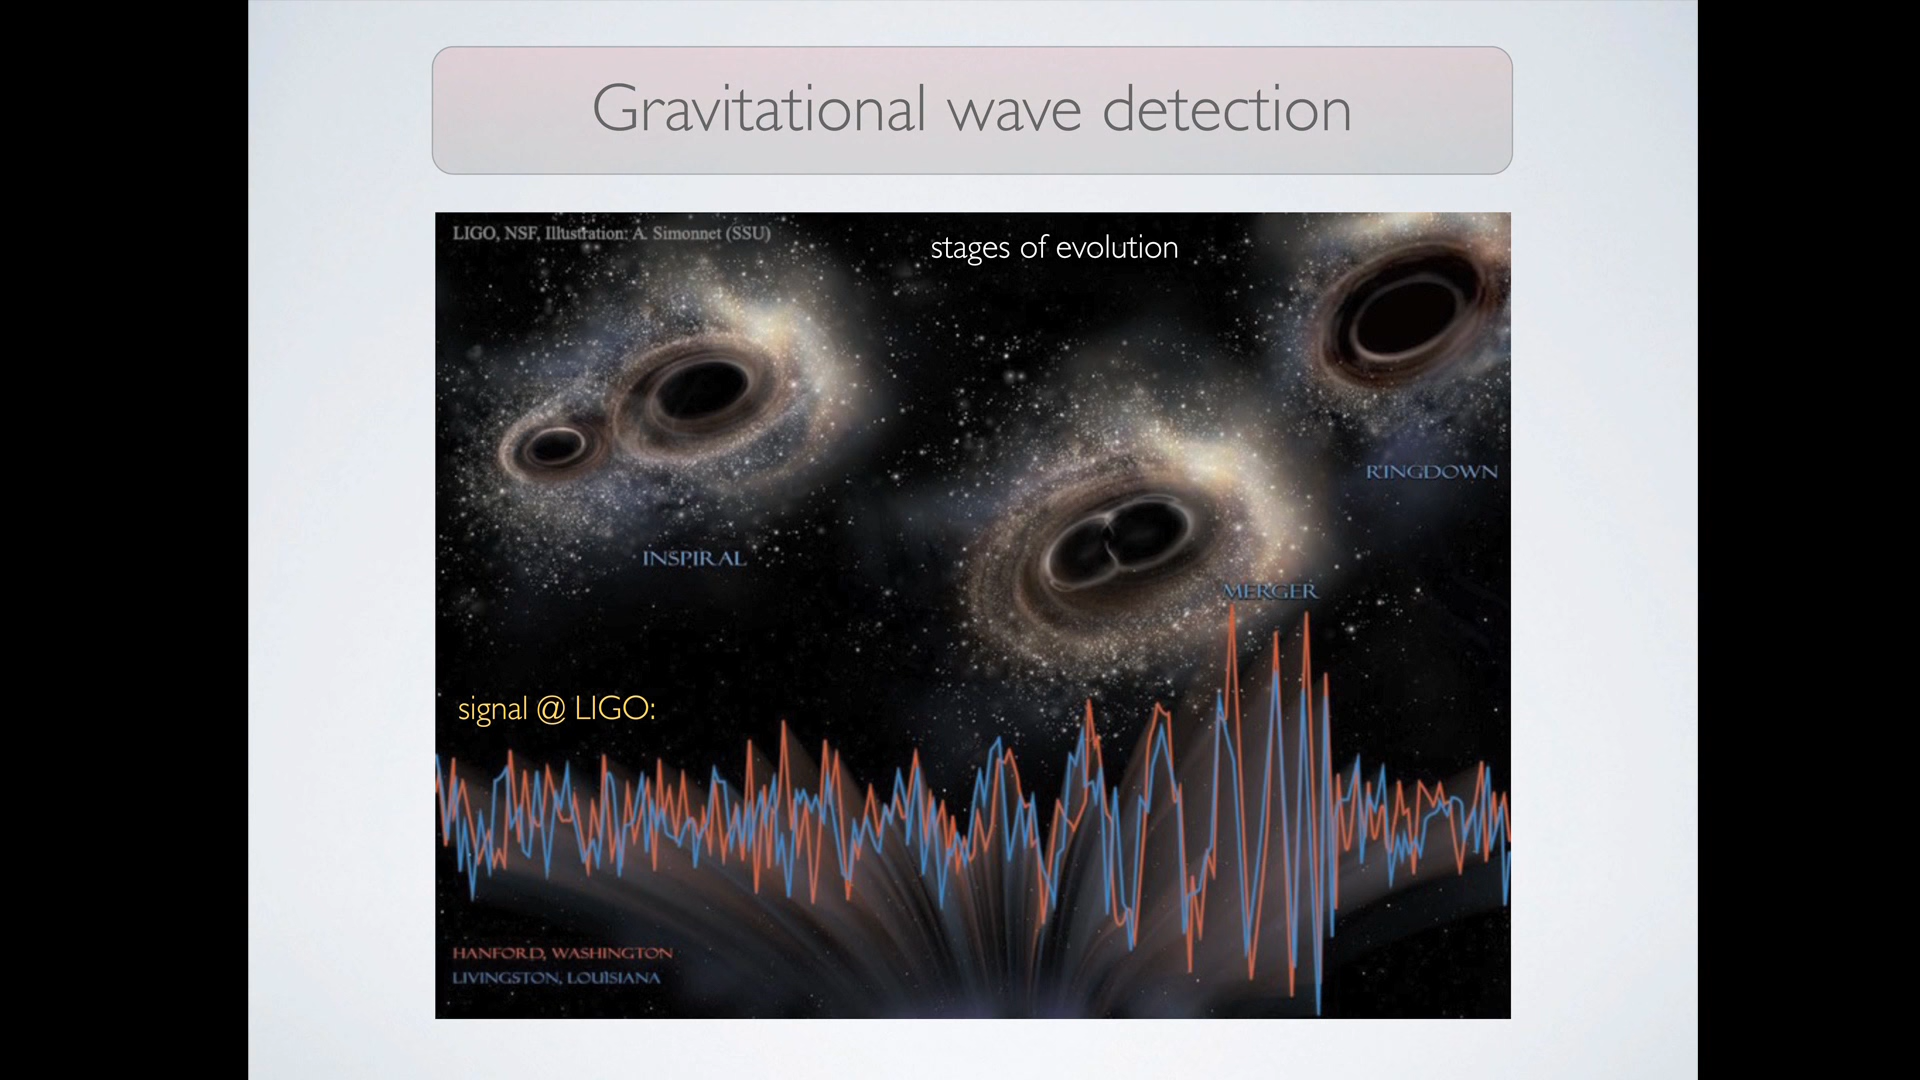 Gravitational wave detection
LIGO, NSF, Illustration: A. Simonnet (SSU)
stages of evolution
RINGDOWN
INSPIRAL
MERGER
signal @ LIGO:
HANFORD, WASHINGTON
LIVINGSTON, LOUISIANA